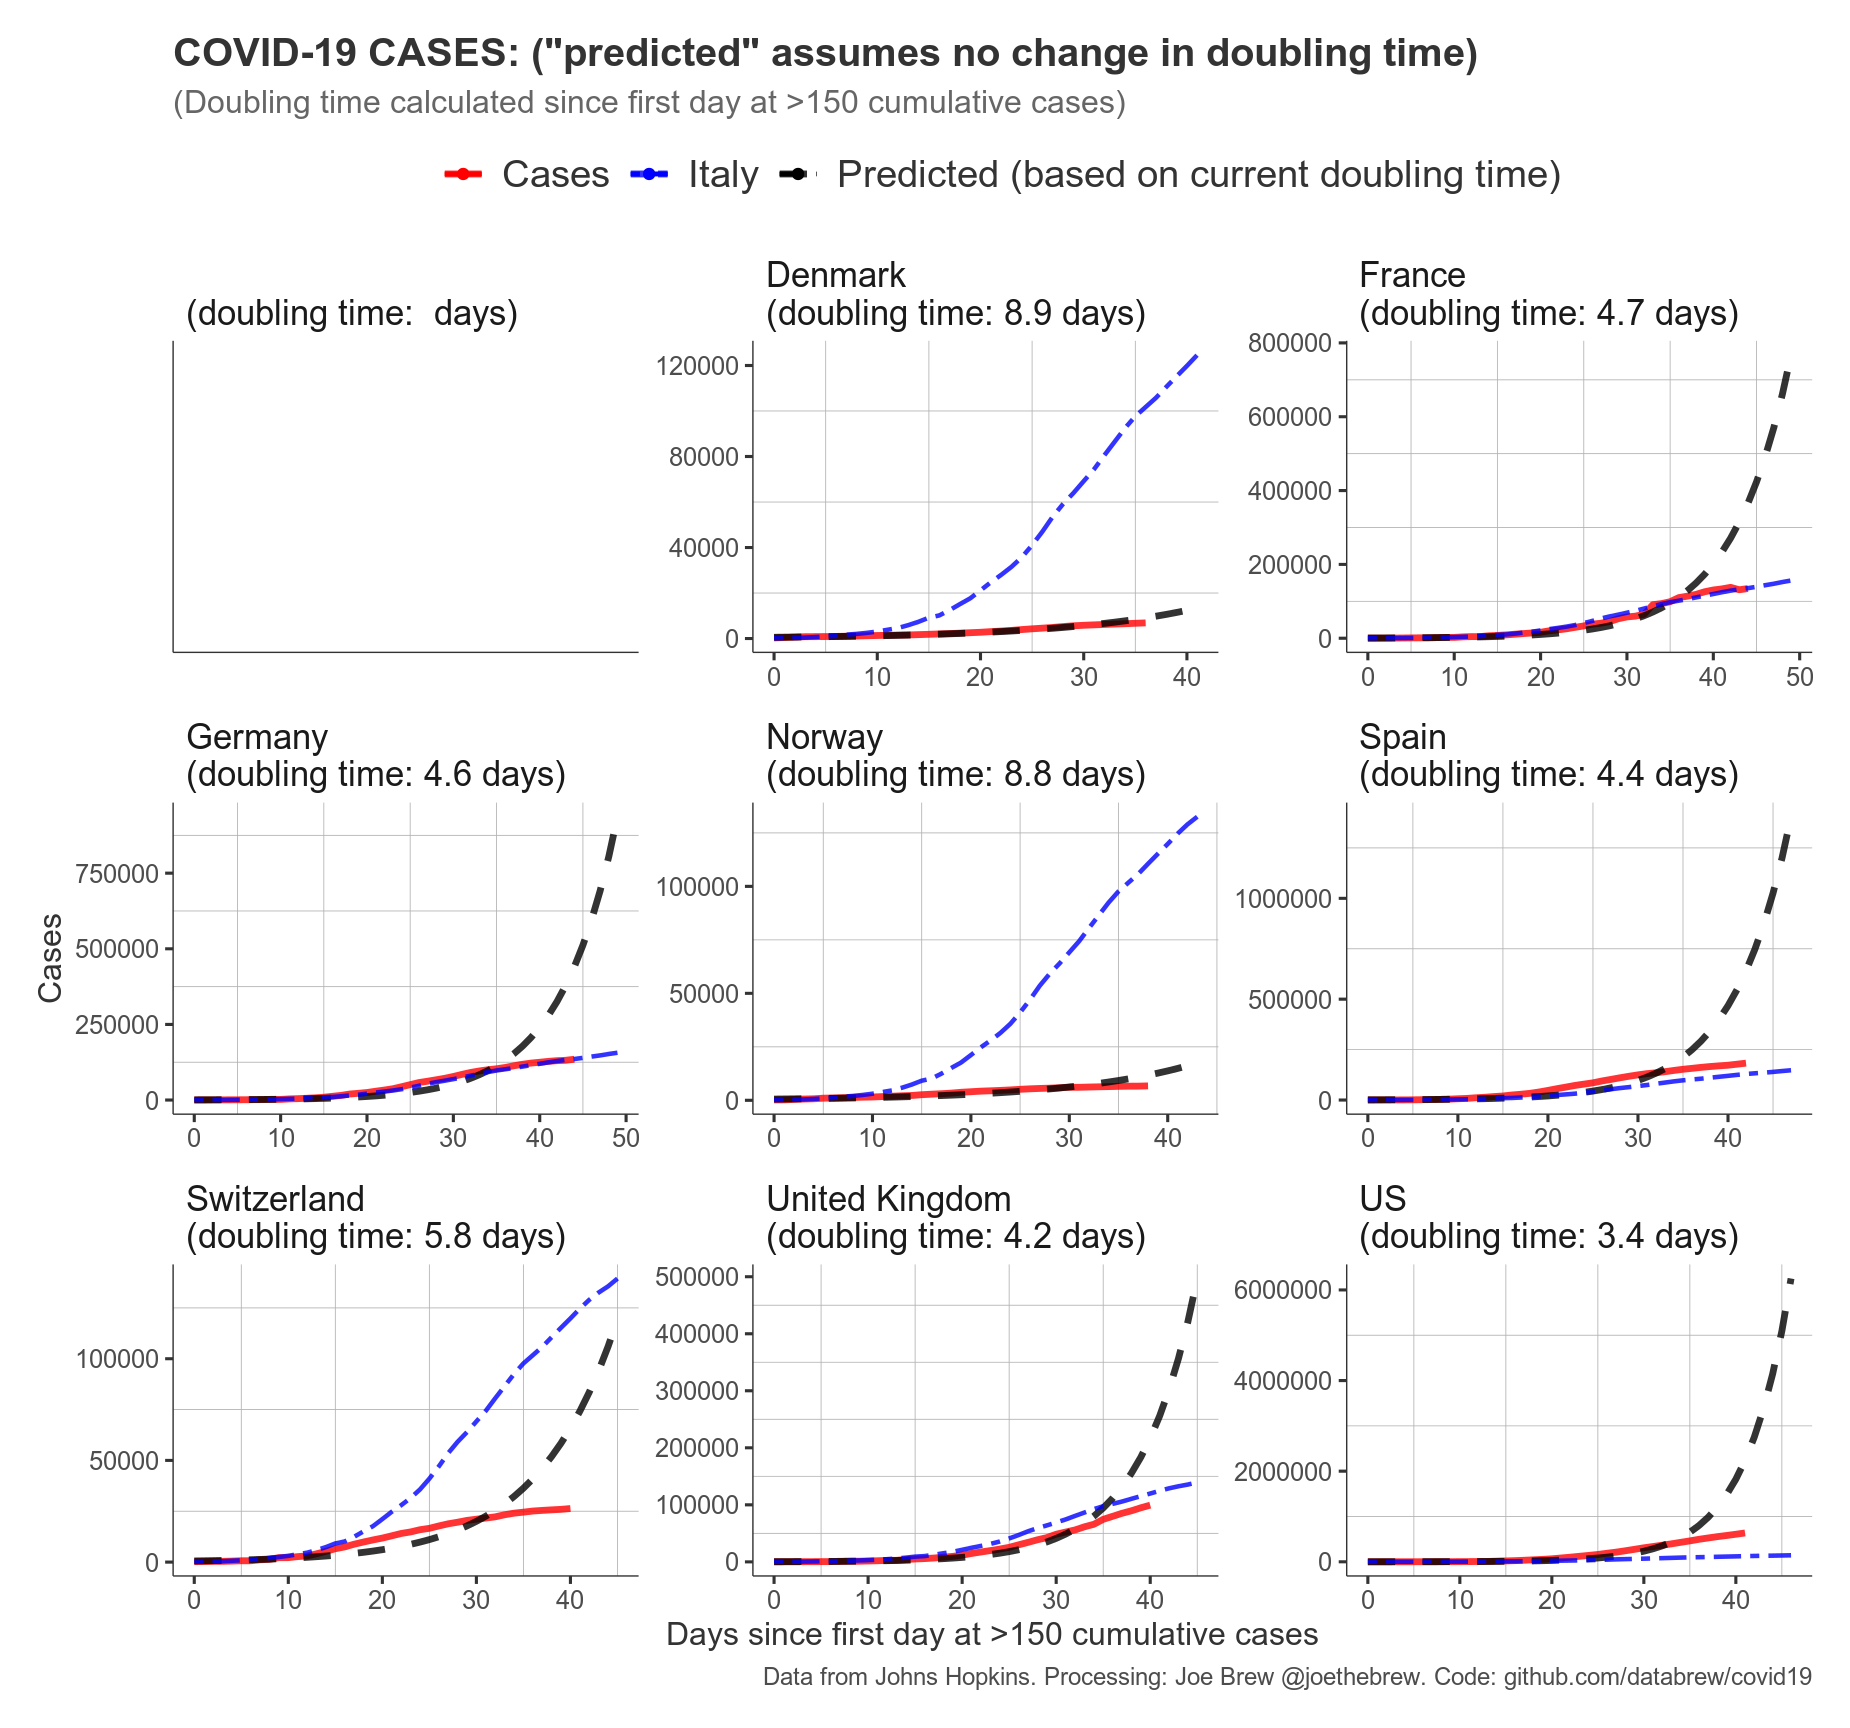 COVID-19 CASES: ("predicted" assumes no change in doubling time)
(Doubling time calculated since first day at >150 cumulative cases)
Cases Italy Predicted (based on current doubling time)
(doubling time:  days)
Denmark
(doubling time: 8.9 days)
120000
80000
40000
0
0 10 20 30 40
France
(doubling time: 4.7 days)
800000
600000
400000
200000
0
0 10 20 30 40 50
Cases
Germany
(doubling time: 4.6 days)
750000
500000
250000
0
0 10 20 30 40 50
Norway
(doubling time: 8.8 days)
100000
50000
0
0 10 20 30 40
Spain
(doubling time: 4.4 days)
1000000
500000
0
0 10 20 30 40
Switzerland
(doubling time: 5.8 days)
100000
50000
0
0 10 20 30 40
United Kingdom
(doubling time: 4.2 days)
500000
400000
300000
200000
100000
0
0 10 20 30 40
US
(doubling time: 3.4 days)
6000000
4000000
2000000
0
0 10 20 30 40
Days since first day at >150 cumulative cases
Data from Johns Hopkins. Processing: Joe Brew @joethebrew. Code: github.com/databrew/covid19